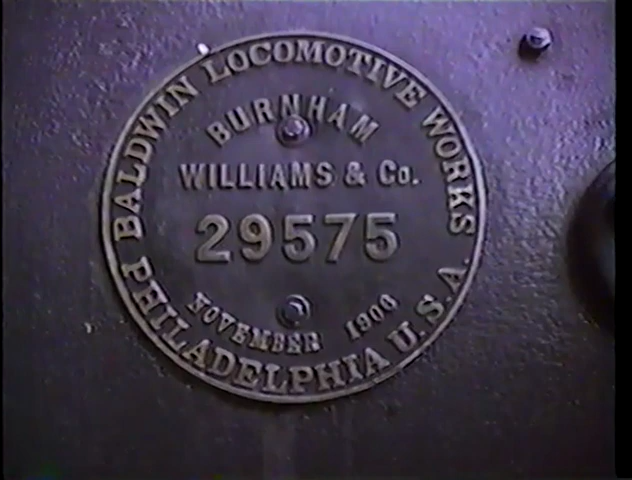 BALDWIN LOCOMOTIVE WORKS
BURNHAM
WILLIAMS & Co.
29575
NOVEMBER 1906
PHILADELPHIA U.S.A.